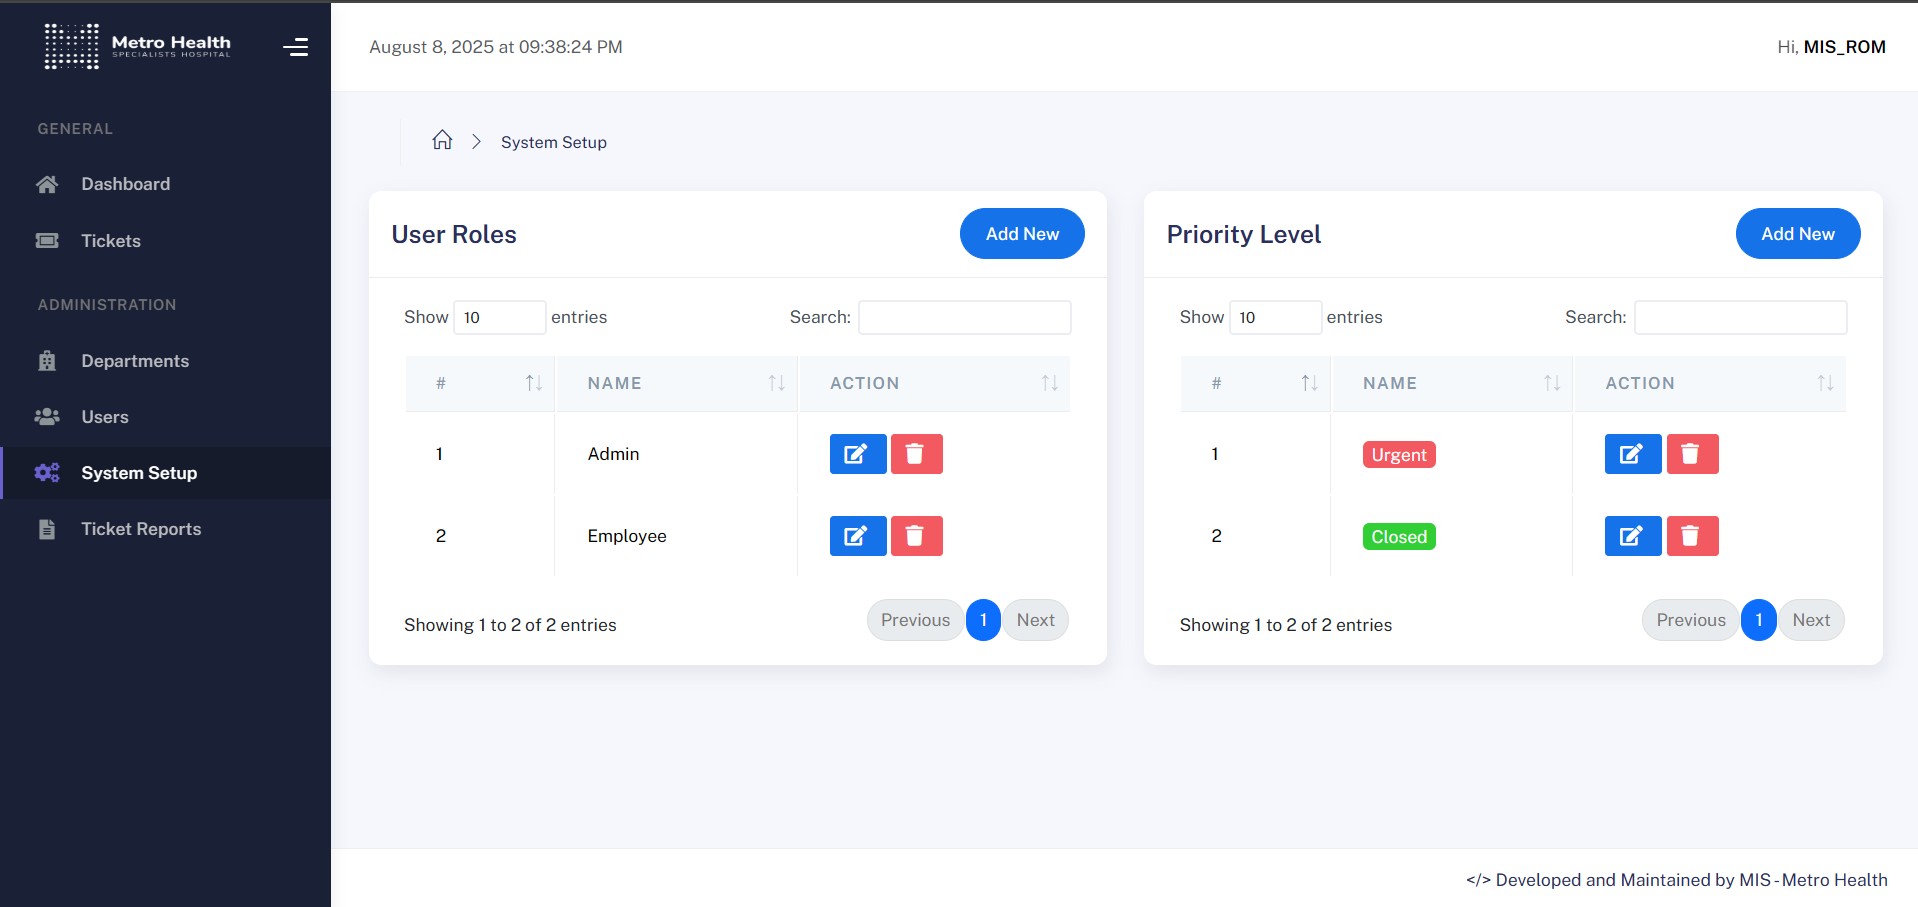 Metro Health
SPECIALISTS HOSPITAL
August 8, 2025 at 09:38:24 PM
Hi, MIS_ROM
GENERAL
Dashboard
Tickets
ADMINISTRATION
Departments
Users
System Setup
Ticket Reports
System Setup
User Roles
Add New
Show 10 entries
Search:
# NAME ACTION
1 Admin
2 Employee
Showing 1 to 2 of 2 entries
Previous 1 Next
Priority Level
Add New
Show 10 entries
Search:
# NAME ACTION
1 Urgent
2 Closed
Showing 1 to 2 of 2 entries
Previous 1 Next
</> Developed and Maintained by MIS - Metro Health